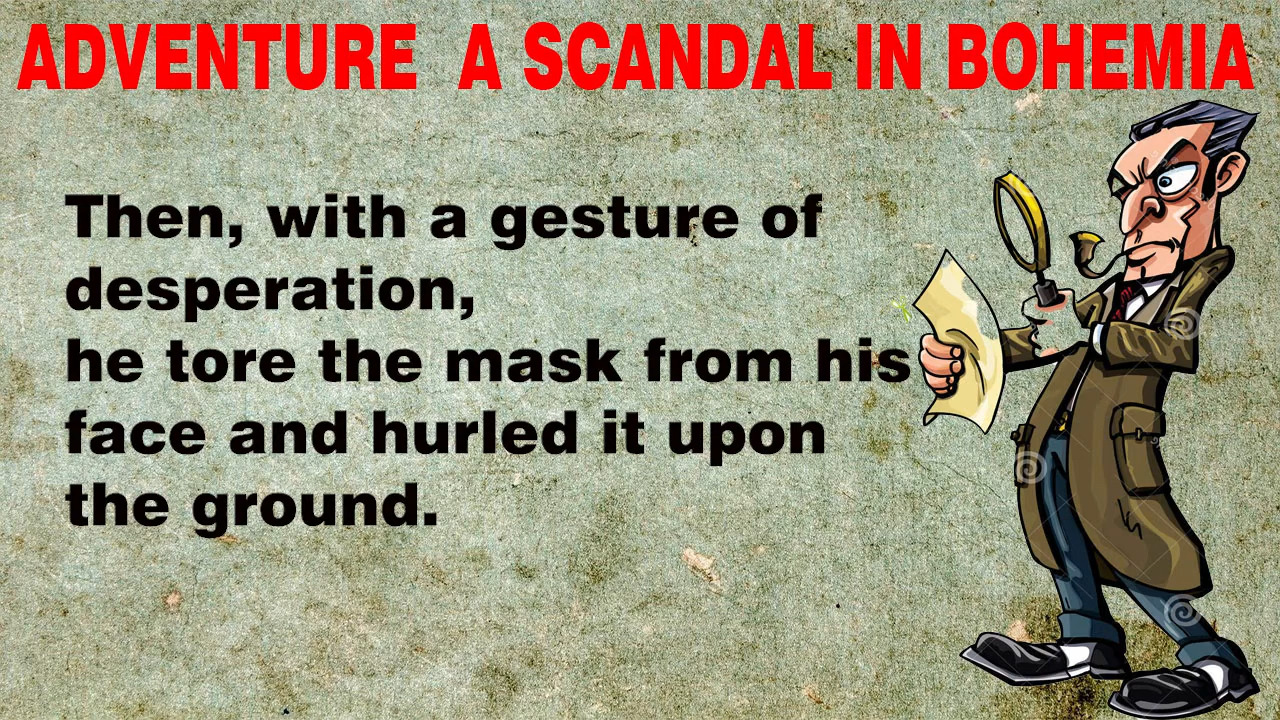 ADVENTURE A SCANDAL IN BOHEMIA
Then, with a gesture of
desperation,
he tore the mask from his
face and hurled it upon
the ground.